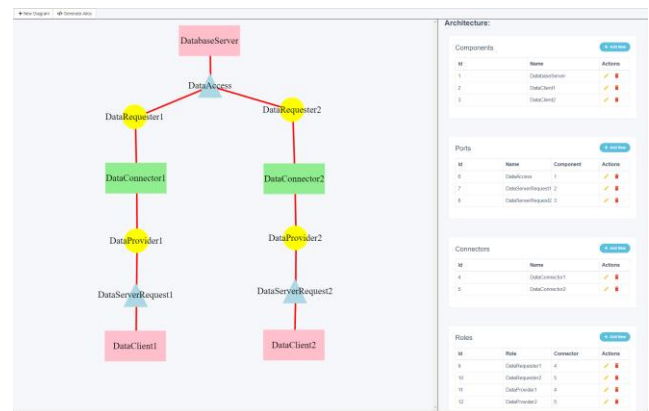 + New Diagram
</> Generate Alloy
DatabaseServer
DataAccess
DataRequester1
DataRequester2
DataConnector1
DataConnector2
DataProvider1
DataProvider2
DataServerRequest1
DataServerRequest2
DataClient1
DataClient2
Architecture:
Components
+ Add New
Id Name Actions
1 DatabaseServer
2 DataClient1
3 DataClient2
Ports
+ Add New
Id Name Component Actions
6 DataAccess 1
7 DataServerRequest1 2
8 DataServerRequest2 3
Connectors
+ Add New
Id Name Actions
4 DataConnector1
5 DataConnector2
Roles
+ Add New
Id Role Connector Actions
9 DataRequester1 4
10 DataRequester2 5
11 DataProvider1 4
12 DataProvider2 5